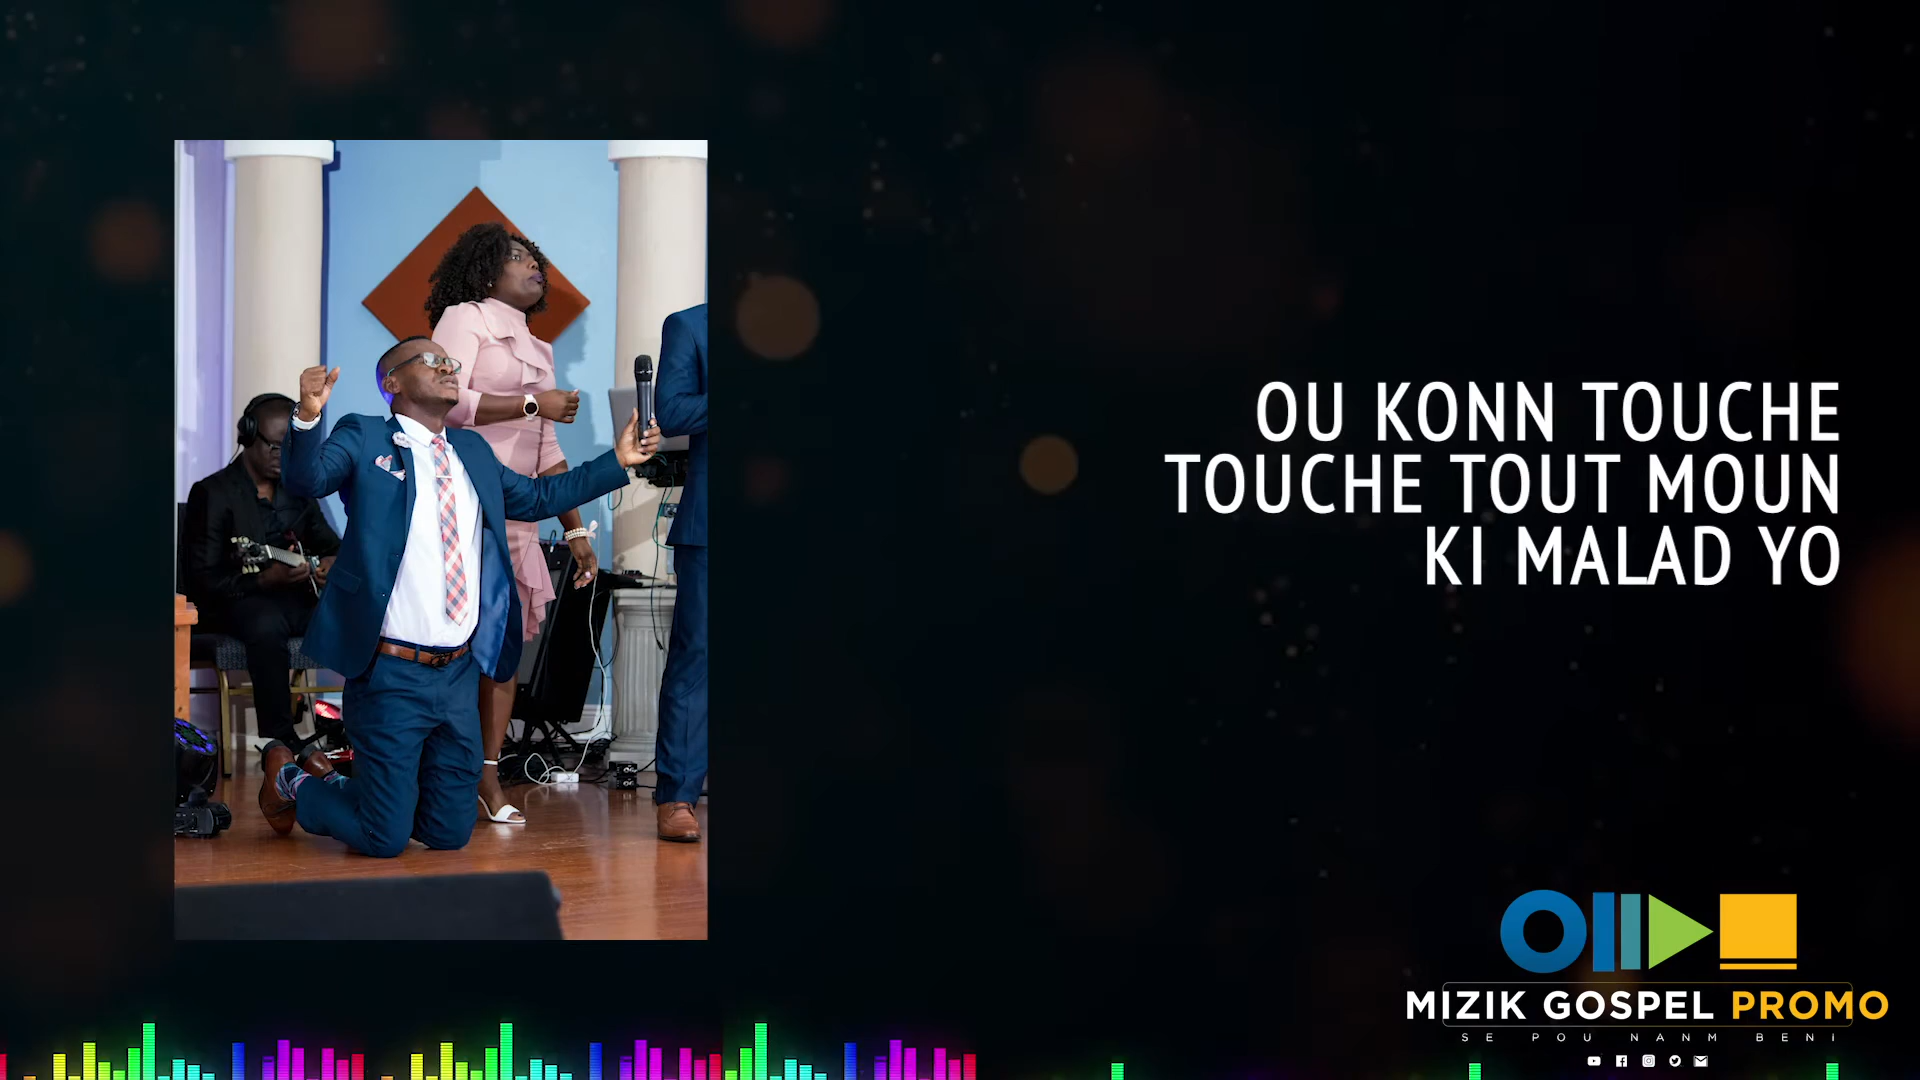 OU KONN TOUCHE
TOUCHE TOUT MOUN
KI MALAD YO
MIZIK GOSPEL PROMO
SE POU NANM BENI